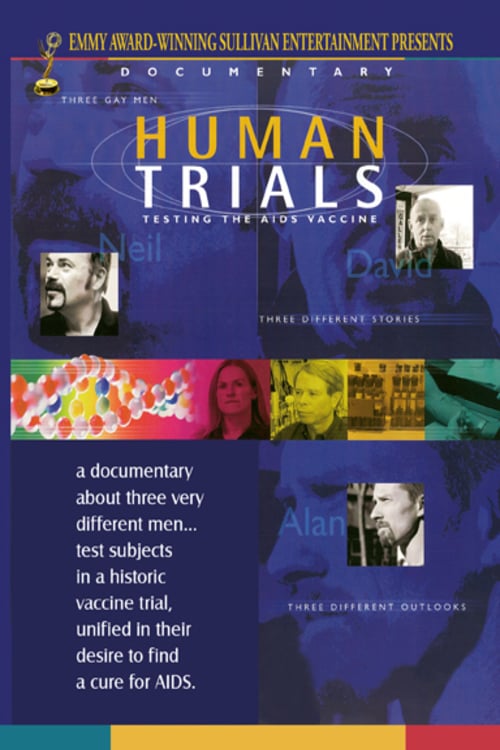 EMMY AWARD-WINNING SULLIVAN ENTERTAINMENT PRESENTS
DOCUMENTARY
THREE GAY MEN
HUMAN
TRIALS
TESTING THE AIDS VACCINE
Neil
David
THREE DIFFERENT STORIES
a documentary
about three very
different men...
test subjects
in a historic
vaccine trial,
unified in their
desire to find
a cure for AIDS.
Alan
THREE DIFFERENT OUTLOOKS